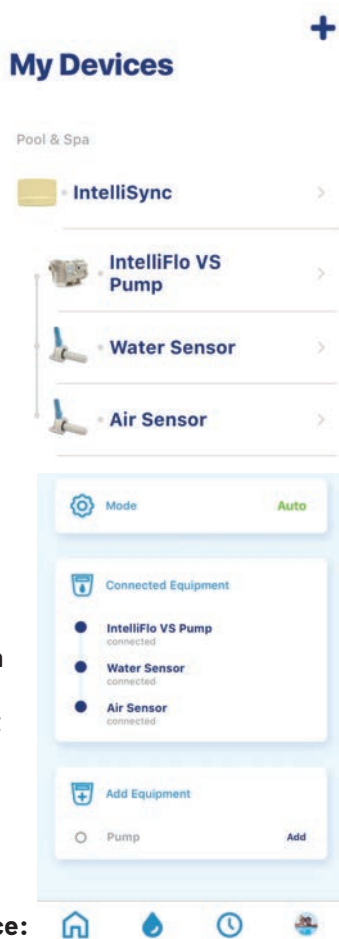 My Devices
Pool & Spa
IntelliSync
IntelliFlo VS
Pump
Water Sensor
Air Sensor
Mode Auto
Connected Equipment
IntelliFlo VS Pump
connected
Water Sensor
connected
Air Sensor
connected
Add Equipment
Pump Add
ce: